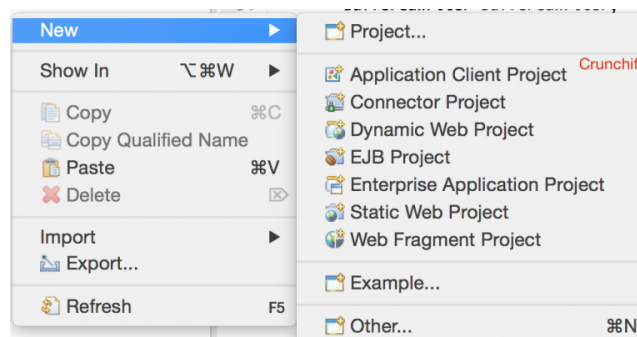 New
Show In ⌥⌘W
Copy ⌘C
Copy Qualified Name
Paste ⌘V
Delete ⌦
Import
Export...
Refresh F5
Project...
Application Client Project
Crunchif
Connector Project
Dynamic Web Project
EJB Project
Enterprise Application Project
Static Web Project
Web Fragment Project
Example...
Other... ⌘N